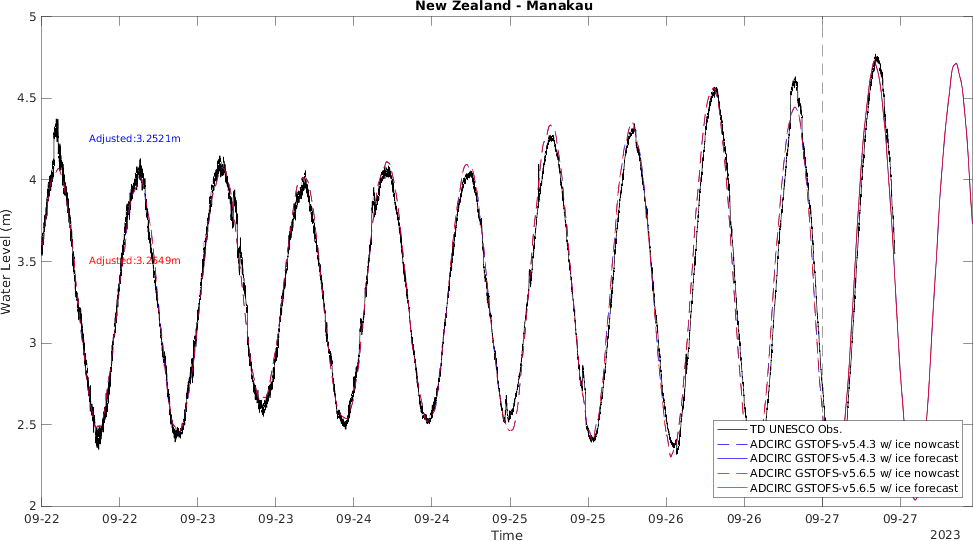 New Zealand - Manakau
5
4.5
4
3.5
3
2.5
2
Water Level (m)
Adjusted:3.2521m
Adjusted:3.2649m
TD UNESCO Obs.
ADCIRC GSTOFS-v5.4.3 w/ ice nowcast
ADCIRC GSTOFS-v5.4.3 w/ ice forecast
ADCIRC GSTOFS-v5.6.5 w/ ice nowcast
ADCIRC GSTOFS-v5.6.5 w/ ice forecast
09-22 09-22 09-23 09-23 09-24 09-24 09-25 09-25 09-26 09-26 09-27 09-27
Time
2023